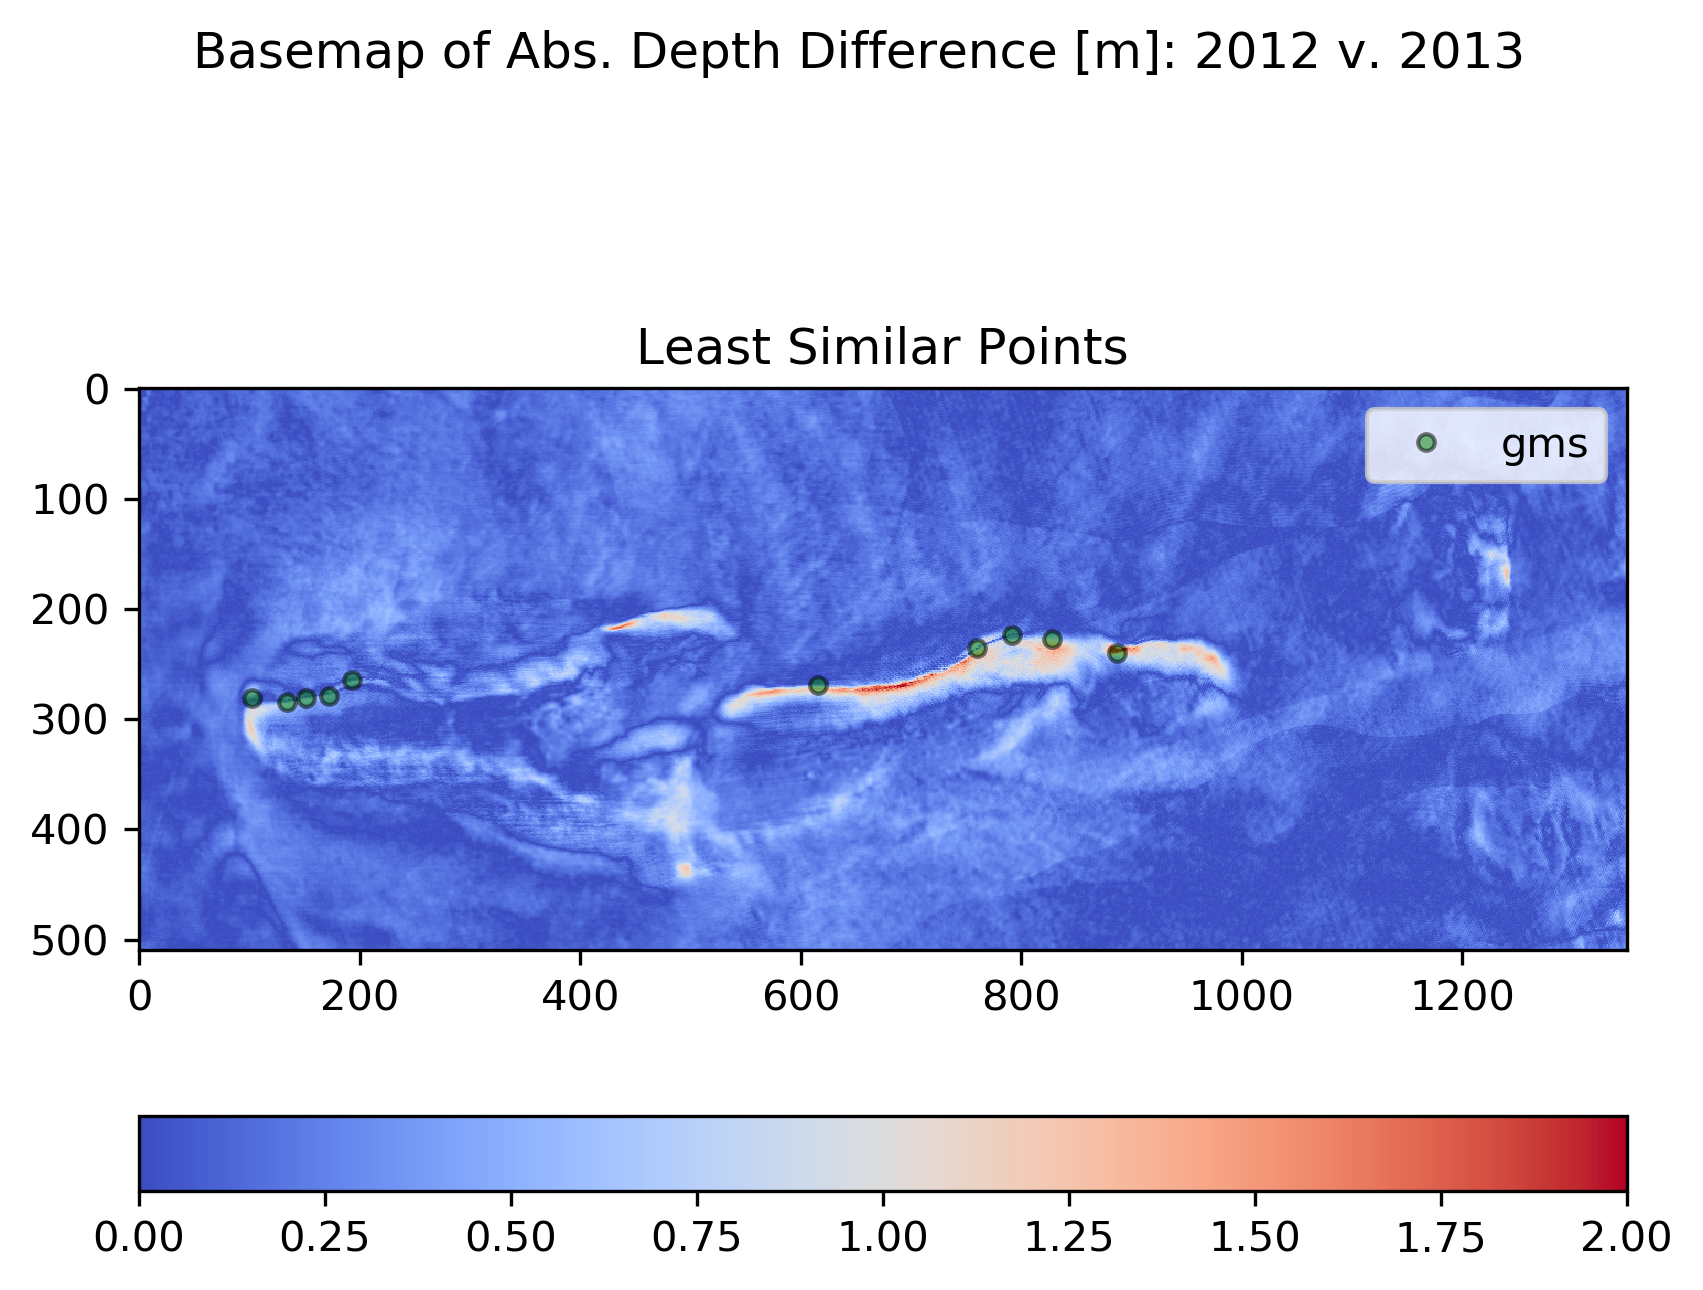 Basemap of Abs. Depth Difference [m]: 2012 v. 2013
Least Similar Points
gms
0
100
200
300
400
500
0 200 400 600 800 1000 1200
0.00 0.25 0.50 0.75 1.00 1.25 1.50 1.75 2.00